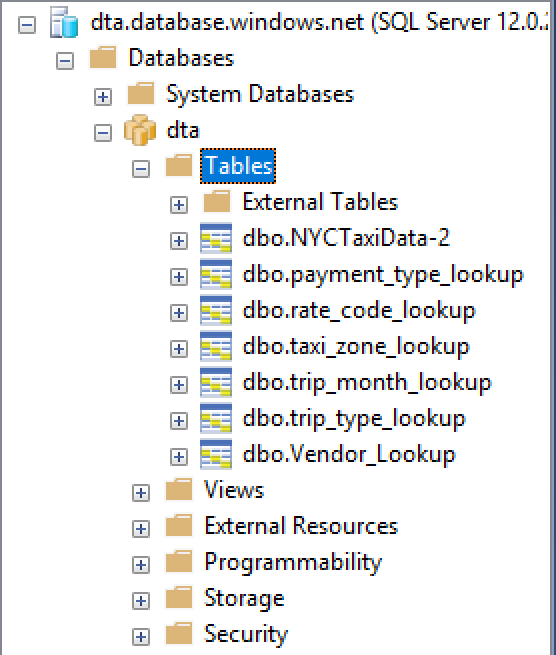 dta.database.windows.net (SQL Server 12.0.
Databases
System Databases
dta
Tables
External Tables
dbo.NYCTaxiData-2
dbo.payment_type_lookup
dbo.rate_code_lookup
dbo.taxi_zone_lookup
dbo.trip_month_lookup
dbo.trip_type_lookup
dbo.Vendor_Lookup
Views
External Resources
Programmability
Storage
Security